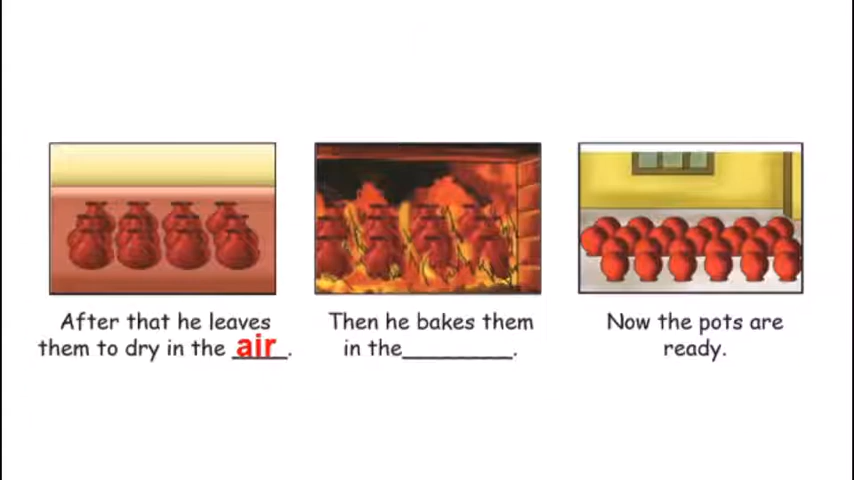 After that he leaves
them to dry in the air.
Then he bakes them
in the_________.
Now the pots are
ready.